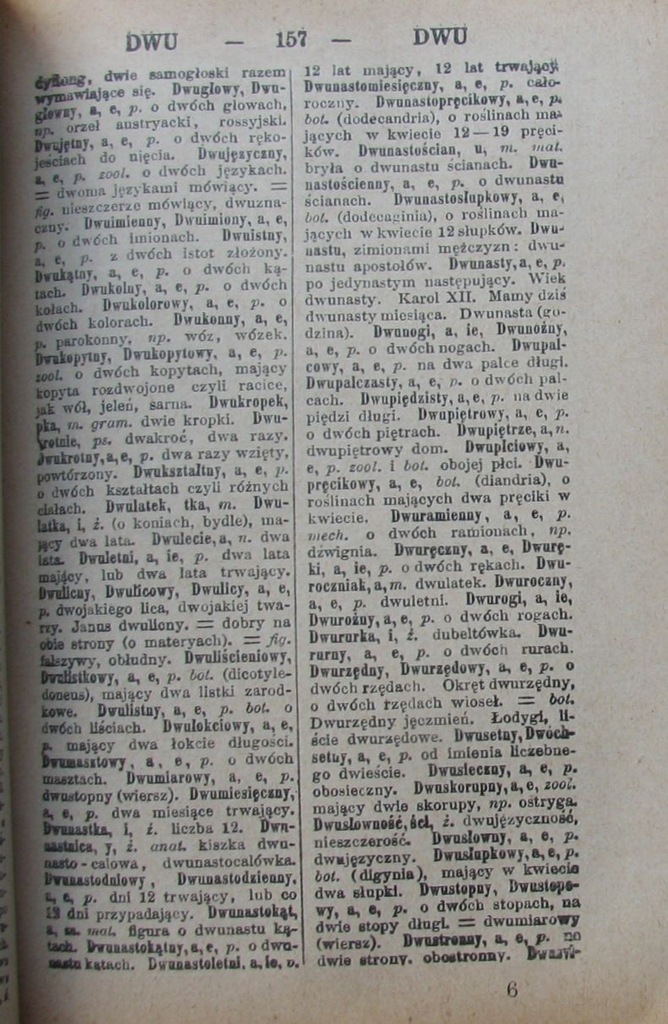 DWU — 157 — DWU
dyftong, dwie samogłoski razem
wymawiające się. Dwugłowy, Dwu-
głowny, a, e, p. o dwóch głowach,
np. orzeł austryacki, rossyjski.
Dwujętny, a, e, p. o dwóch ręko-
jeściach do nięcia. Dwujęzyczny,
a, e, p. zool. o dwóch językach.
= dwoma językami mówiący. =
fig. nieszczerze mówiący, dwuzna-
czny. Dwuimienny, Dwuimiony, a, e,
p. o dwóch imionach. Dwuistny,
a, e, p. z dwóch istot złożony.
Dwukątny, a, e, p. o dwóch ką-
tach. Dwukolny, a, e, p. o dwóch
kołach. Dwukolorowy, a, e, p. o
dwóch kolorach. Dwukonny, a, e,
p. parokonny, np. wóz, wózek.
Dwukopytny, Dwukopytowy, a, e, p.
zool. o dwóch kopytach, mający
kopyta rozdwojone czyli racice,
jak wół, jeleń, sarna. Dwukropek,
pka, m. gram. dwie kropki. Dwu-
krotnie, ps. dwakroć, dwa razy.
Dwukrotny, a, e, p. dwa razy wzięty,
powtórzony. Dwukształtny, a, e, p.
o dwóch kształtach czyli różnych
ciałach. Dwulatek, tka, m. Dwu-
latka, i, ż. (o koniach, bydle), ma-
jący dwa lata. Dwulecie, a, n. dwa
lata. Dwuletni, a, ie, p. dwa lata
mający, lub dwa lata trwający.
Dwuliczny, Dwulicowy, Dwulicy, a, e,
p. dwojakiego lica, dwojakiej twa-
rzy. Janus dwulicny. = dobry na
obie strony (o materyach). = fig.
fałszywy, obłudny. Dwuliścieniowy,
Dwulistkowy, a, e, p. bot. (dicotyle-
doneus), mający dwa listki zarod-
kowe. Dwulistny, a, e, p. bot. o
dwóch liściach. Dwułokciowy, a, e,
p. mający dwa łokcie długości.
Dwumasztowy, a, e, p. o dwóch
masztach. Dwumiarowy, a, e, p.
dwustopny (wiersz). Dwumiesięczny,
a, e, p. dwa miesiące trwający.
Dwunastka, i, ż. liczba 12. Dwu-
nastnica, y, ż. anat. kiszka dwu-
nasto-calowa, dwunastocalówka.
Dwunastodniowy, Dwunastodzienny,
a, e, p. dni 12 trwający, lub co
12 dni przypadający. Dwunastokąt,
a, m. mat. figura o dwunastu ką-
tach. Dwunastokątny, a, e, p. o dwu-
nastu kątach. Dwunastoletni, a, ie, p.
12 lat mający, 12 lat trwający.
Dwunastomiesięczny, a, e, p. cało-
roczny. Dwunastopręcikowy, a, e, p.
bot. (dodecandria), o roślinach ma-
jących w kwiecie 12—19 pręci-
ków. Dwunastościan, u, m. mat.
bryła o dwunastu ścianach. Dwu-
nastościenny, a, e, p. o dwunastu
ścianach. Dwunastosłupkowy, a, e,
bot. (dodecaginia), o roślinach ma-
jących w kwiecie 12 słupków. Dwu-
nastu, z imionami mężczyzn: dwu-
nastu apostołów. Dwunasty, a, e, p.
po jedynastym następujący. Wiek
dwunasty. Karol XII. Mamy dziś
dwunasty miesiąca. Dwunasta (go-
dzina). Dwunogi, a, ie, Dwunożny,
a, e, p. o dwóch nogach. Dwupal-
cowy, a, e, p. na dwa palce długi.
Dwupalczasty, a, e, p. o dwóch pal-
cach. Dwupiędzisty, a, e, p. na dwie
piędzi długi. Dwupiętrowy, a, e, p.
o dwóch piętrach. Dwupiętrze, a, n.
dwupiętrowy dom. Dwupłciowy, a,
e, p. zool. i bot. obojej płci. Dwu-
pręcikowy, a, e, bot. (diandria), o
roślinach mających dwa pręciki w
kwiecie. Dwuramienny, a, e, p.
mech. o dwóch ramionach, np.
dźwignia. Dwuręczny, a, e, Dwurę-
ki, a, ie, p. o dwóch rękach. Dwu-
roczniak, a, m. dwulatek. Dwuroczny,
a, e, p. dwuletni. Dwurogi, a, ie,
Dwurożny, a, e, p. o dwóch rogach.
Dwururka, i, ż. dubeltówka. Dwu-
rurny, a, e, p. o dwóch rurach.
Dwurzędny, Dwurzędowy, a, e, p. o
dwóch rzędach. Okręt dwurzędny,
o dwóch rzędach wioseł. = bot.
Dwurzędny jęczmień. Łodygi, li-
ście dwurzędowe. Dwusetny, Dwóch-
setny, a, e, p. od imienia liczebne-
go dwieście. Dwusieczny, a, e, p.
obosieczny. Dwuskorupny, a, e, zool.
mający dwie skorupy, np. ostryga.
Dwusłowność, ści, ż. dwujęzyczność,
nieszczerość. Dwusłowny, a, e, p.
dwujęzyczny. Dwusłupkowy, a, e, p.
bot. (digynia), mający w kwiecie
dwa słupki. Dwustopny, Dwustopo-
wy, a, e, p. o dwóch stopach, na
dwie stopy długi. = dwumiarowy
(wiersz). Dwustronny, a, e, p. na
dwie strony, obostronny.
6